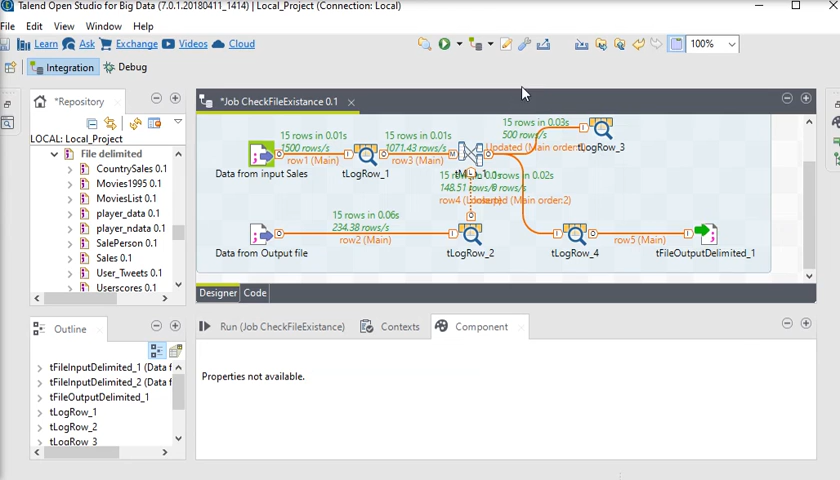 Talend Open Studio for Big Data (7.0.1.20180411_1414) | Local_Project (Connection: Local)
File Edit View Window Help
Learn Ask Exchange Videos Cloud 100%
Integration Debug
*Repository
LOCAL: Local_Project
File delimited
CountrySales 0.1
Movies1995 0.1
MoviesList 0.1
player_data 0.1
player_ndata 0.1
SalePerson 0.1
Sales 0.1
User_Tweets 0.1
Userscores 0.1
*Job CheckFileExistance 0.1
15 rows in 0.01s
1500 rows/s
row1 (Main)
15 rows in 0.01s
1071.43 rows/s
row3 (Main)
15 rows in 0.03s
500 rows/s
Updated (Main order:
Data from input Sales
tLogRow_1
tLogRow_3
148.51 rows/s
row4
(Main order:2)
15 rows in 0.06s
234.38 rows/s
row2 (Main)
row5 (Main)
Data from Output file
tLogRow_2
tLogRow_4
tFileOutputDelimited_1
Designer Code
Outline
tFileInputDelimited_1 (Data f
tFileInputDelimited_2 (Data f
tFileOutputDelimited_1
tLogRow_1
tLogRow_2
tLogRow_3
Run (Job CheckFileExistance) Contexts Component
Properties not available.